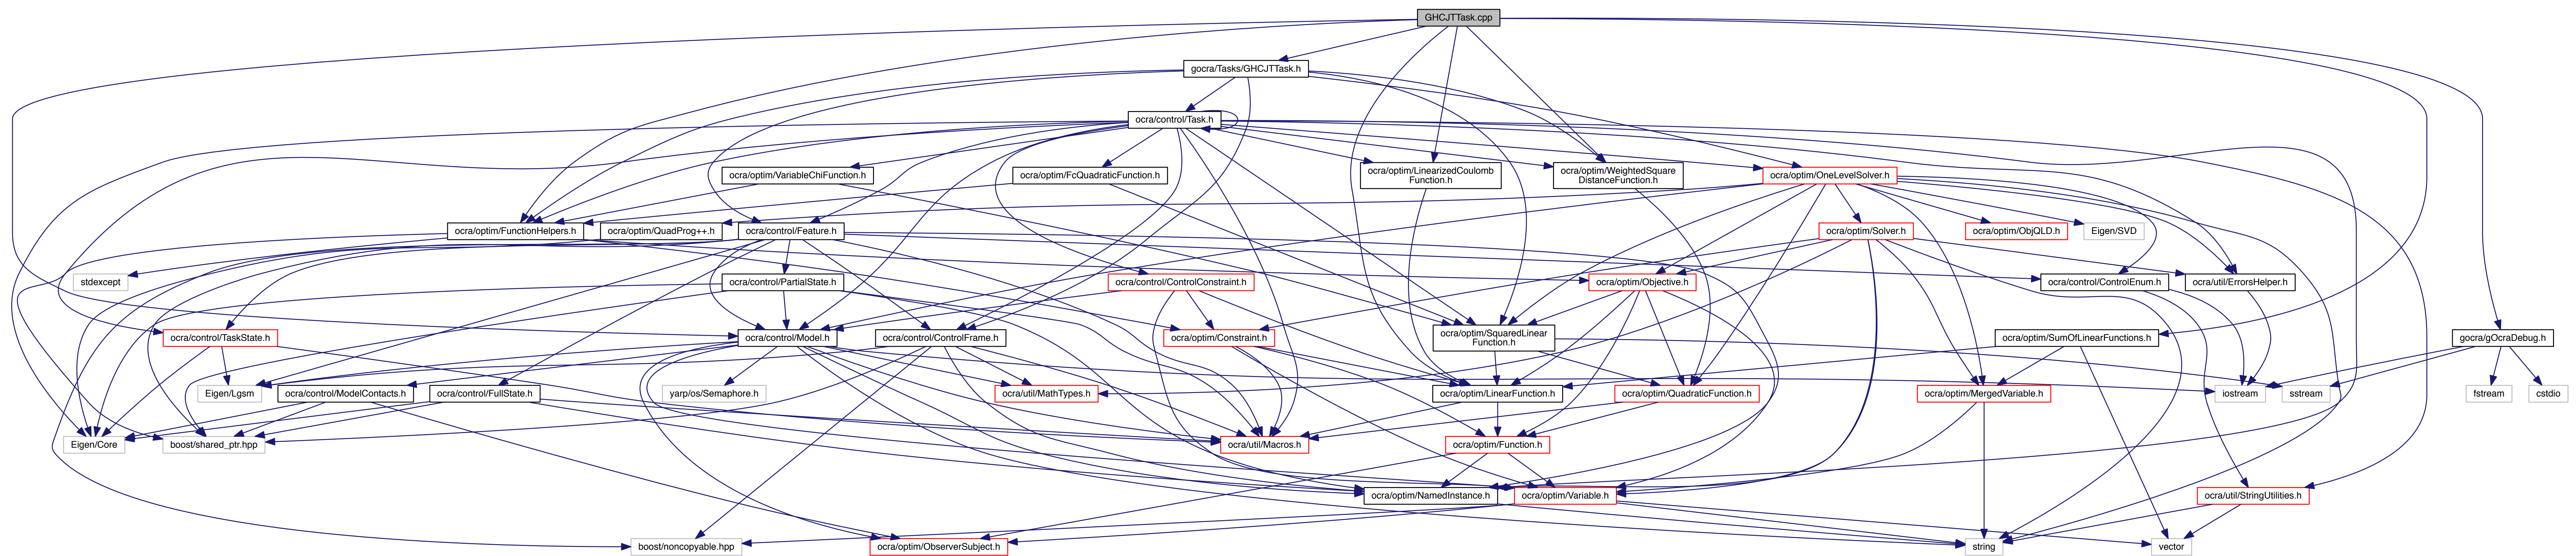 GHCJTTask.cpp
gocra/Tasks/GHCJTTask.h
ocra/control/Task.h
ocra/optim/VariableChiFunction.h
ocra/optim/FcQuadraticFunction.h
ocra/optim/LinearizedCoulomb
Function.h
ocra/optim/WeightedSquare
DistanceFunction.h
ocra/optim/OneLevelSolver.h
ocra/optim/FunctionHelpers.h
ocra/optim/QuadProg++.h
ocra/control/Feature.h
ocra/optim/Solver.h
ocra/optim/ObjQLD.h
Eigen/SVD
stdexcept
ocra/control/PartialState.h
ocra/control/ControlConstraint.h
ocra/optim/Objective.h
ocra/control/ControlEnum.h
ocra/util/ErrorsHelper.h
ocra/control/TaskState.h
ocra/control/Model.h
ocra/control/ControlFrame.h
ocra/optim/Constraint.h
ocra/optim/SquaredLinear
Function.h
ocra/optim/SumOfLinearFunctions.h
gocra/gOcraDebug.h
Eigen/Lgsm
ocra/control/ModelContacts.h
ocra/control/FullState.h
yarp/os/Semaphore.h
ocra/util/MathTypes.h
ocra/optim/LinearFunction.h
ocra/optim/QuadraticFunction.h
ocra/optim/MergedVariable.h
iostream
sstream
fstream
cstdio
Eigen/Core
boost/shared_ptr.hpp
ocra/util/Macros.h
ocra/optim/Function.h
ocra/optim/NamedInstance.h
ocra/optim/Variable.h
ocra/util/StringUtilities.h
boost/noncopyable.hpp
ocra/optim/ObserverSubject.h
string
vector